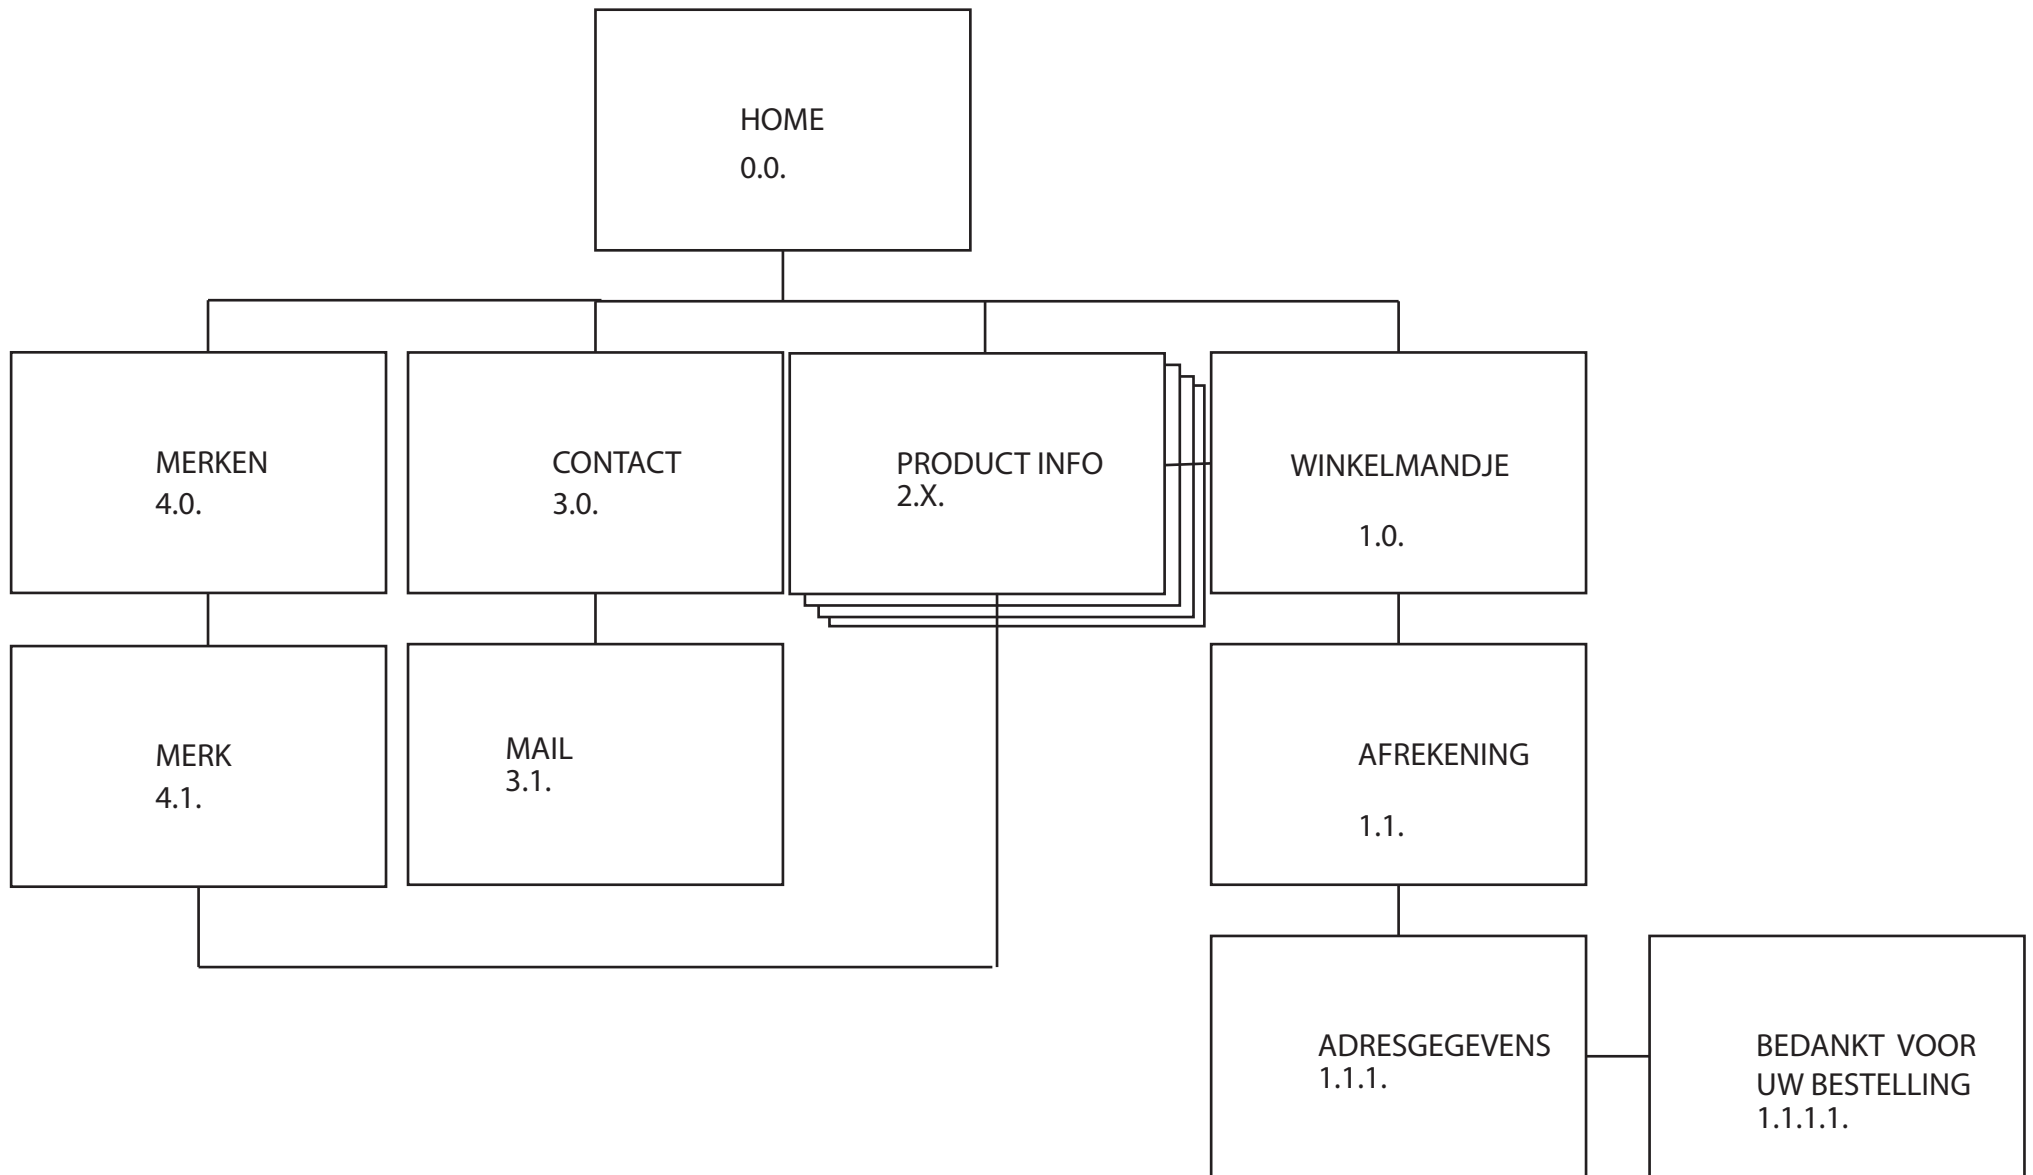 HOME
0.0.
MERKEN
4.0.
CONTACT
3.0.
PRODUCT INFO
2.X.
WINKELMANDJE
1.0.
MERK
4.1.
MAIL
3.1.
AFREKENING
1.1.
ADRESGEGEVENS
1.1.1.
BEDANKT VOOR
UW BESTELLING
1.1.1.1.